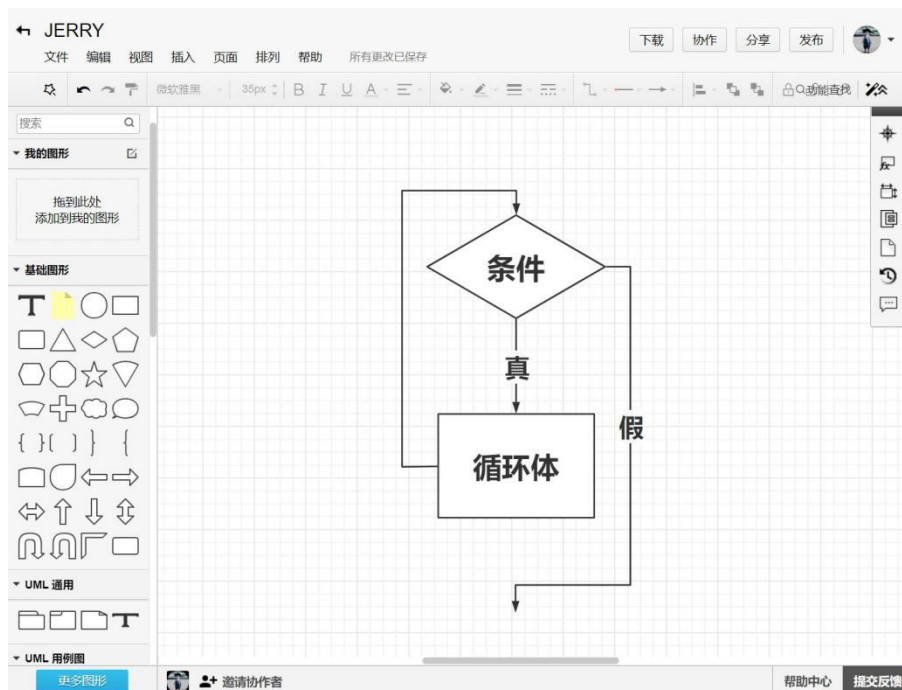 JERRY
文件 编辑 视图 插入 页面 排列 帮助 所有更改已保存
下载 协作 分享 发布
微软雅黑 35px B I U A 功能查找
搜索
我的图形
拖到此处
添加到我的图形
基础图形
T
UML 通用
T
UML 用例图
更多图形
条件
真
假
循环体
邀请协作者
帮助中心 提交反馈